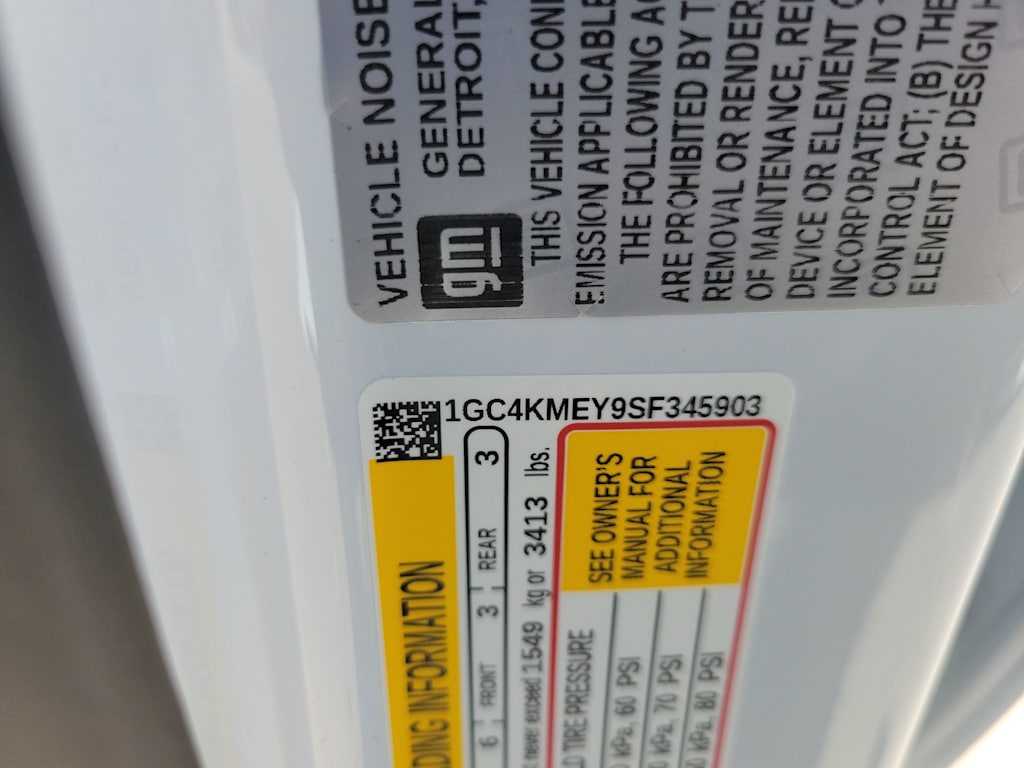 VEHICLE NOISE
gm
GENERAL
DETROIT,
THIS VEHICLE
EMISSION APPLICABLE
THE FOLLOWING
ARE PROHIBITED BY
REMOVAL OR RENDER
OF MAINTENANCE,
DEVICE OR ELEMENT
INCORPORATED INTO
CONTROL ACT; (B) THE
ELEMENT OF DESIGN
1GC4KMEY9SF345903
INFORMATION
6 FRONT 3 REAR 3
never exceed 1549 kg or 3413 lbs.
TIRE PRESSURE
SEE OWNER'S
MANUAL FOR
ADDITIONAL
INFORMATION
kPa, 60 PSI
kPa, 70 PSI
kPa, 80 PSI